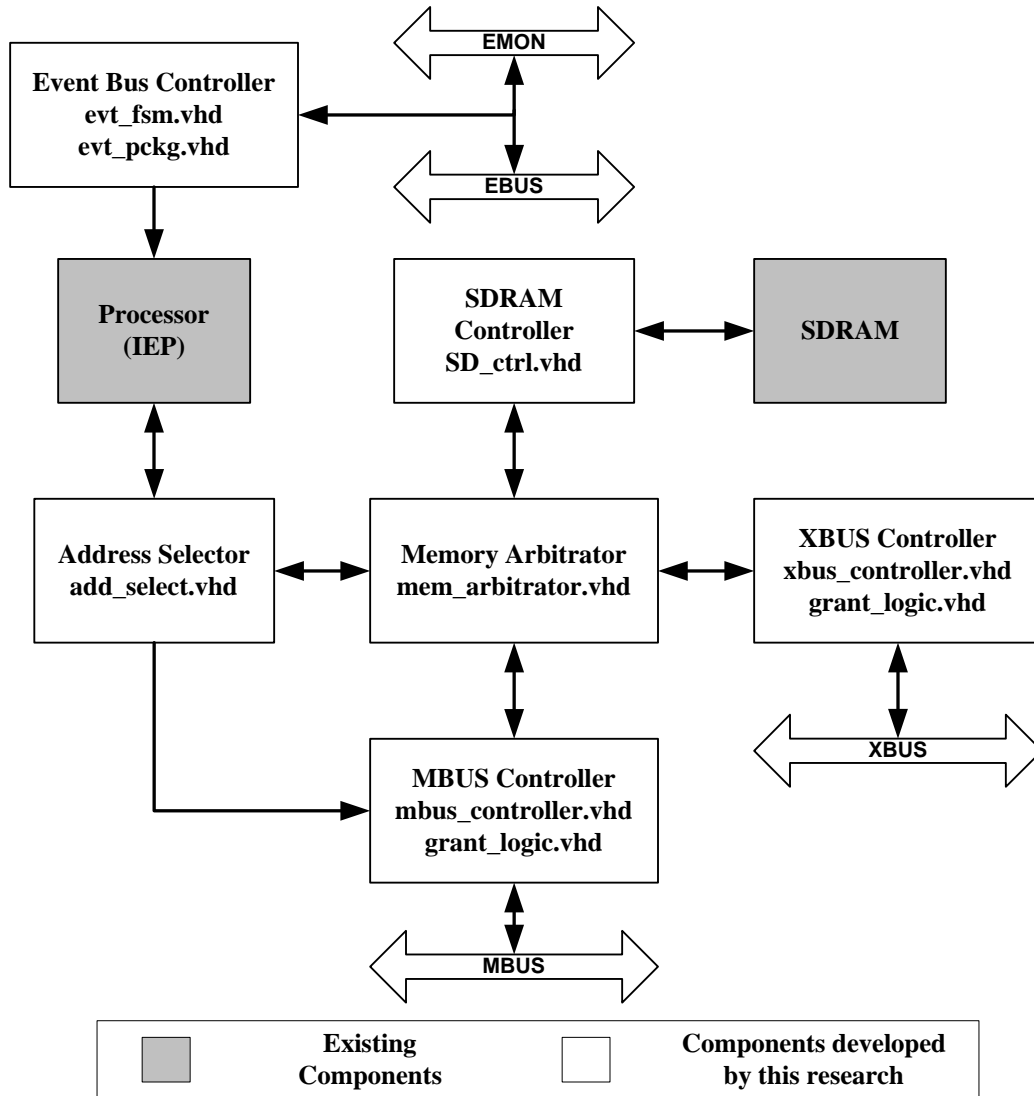 EMON
Event Bus Controller
evt_fsm.vhd
evt_pckg.vhd
EBUS
Processor
(IEP)
SDRAM
Controller
SD_ctrl.vhd
SDRAM
Address Selector
add_select.vhd
Memory Arbitrator
mem_arbitrator.vhd
XBUS Controller
xbus_controller.vhd
grant_logic.vhd
XBUS
MBUS Controller
mbus_controller.vhd
grant_logic.vhd
MBUS
Existing
Components
Components developed
by this research